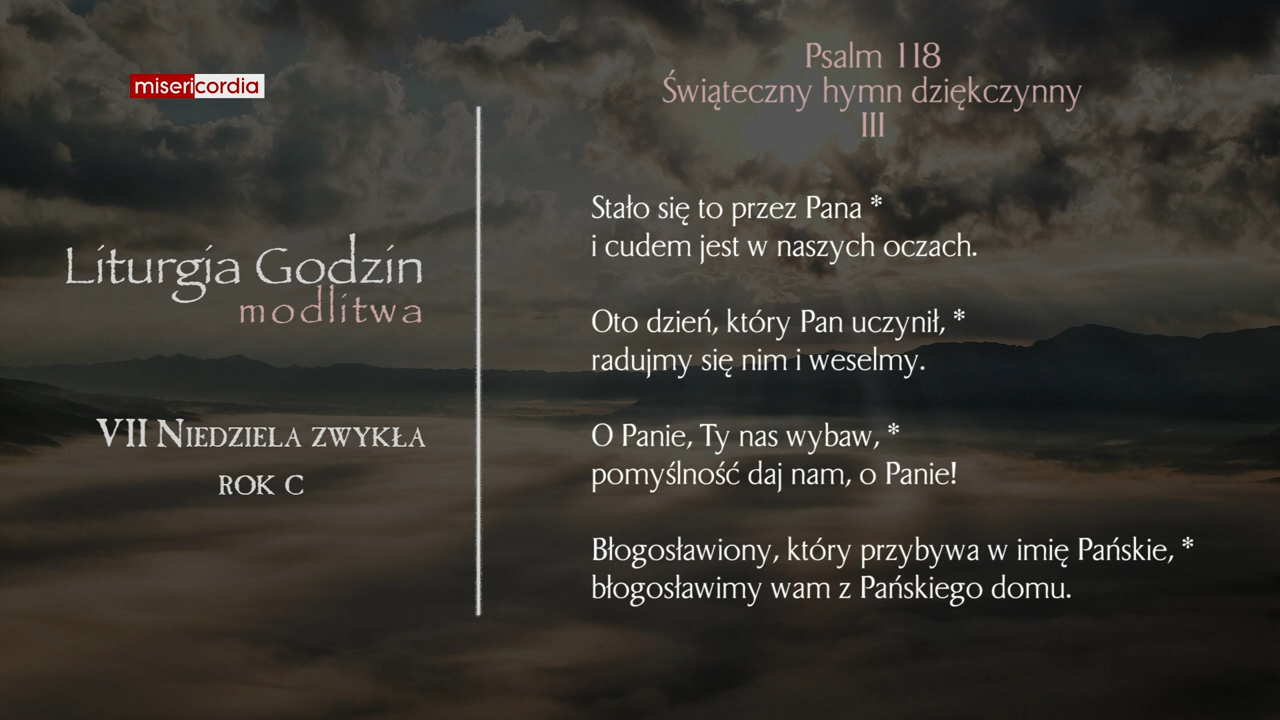 misericordia
Liturgia Godzin
modlitwa
VII Niedziela zwykła
rok C
Psalm 118
Świąteczny hymn dziękczynny
III
Stało się to przez Pana *
i cudem jest w naszych oczach.
Oto dzień, który Pan uczynił, *
radujmy się nim i weselmy.
O Panie, Ty nas wybaw, *
pomyślność daj nam, o Panie!
Błogosławiony, który przybywa w imię Pańskie, *
błogosławimy wam z Pańskiego domu.